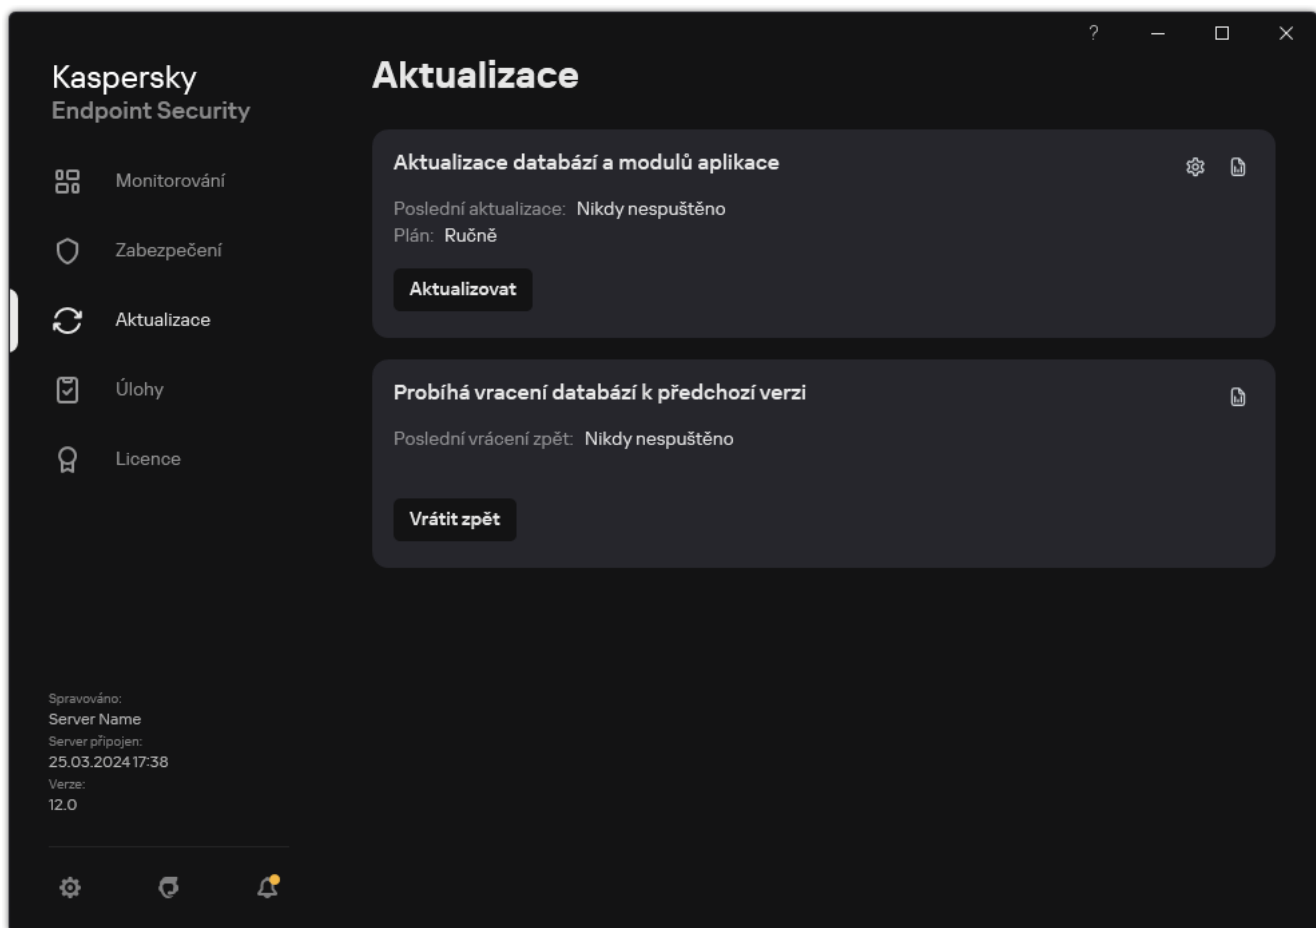 ?
Kaspersky
Endpoint Security
Monitorování
Zabezpečení
Aktualizace
Úlohy
Licence
Spravováno:
Server Name
Server připojen:
25.03.2024 17:38
Verze:
12.0
Aktualizace
Aktualizace databází a modulů aplikace
Poslední aktualizace: Nikdy nespuštěno
Plán: Ručně
Aktualizovat
Probíhá vracení databází k předchozí verzi
Poslední vrácení zpět: Nikdy nespuštěno
Vrátit zpět